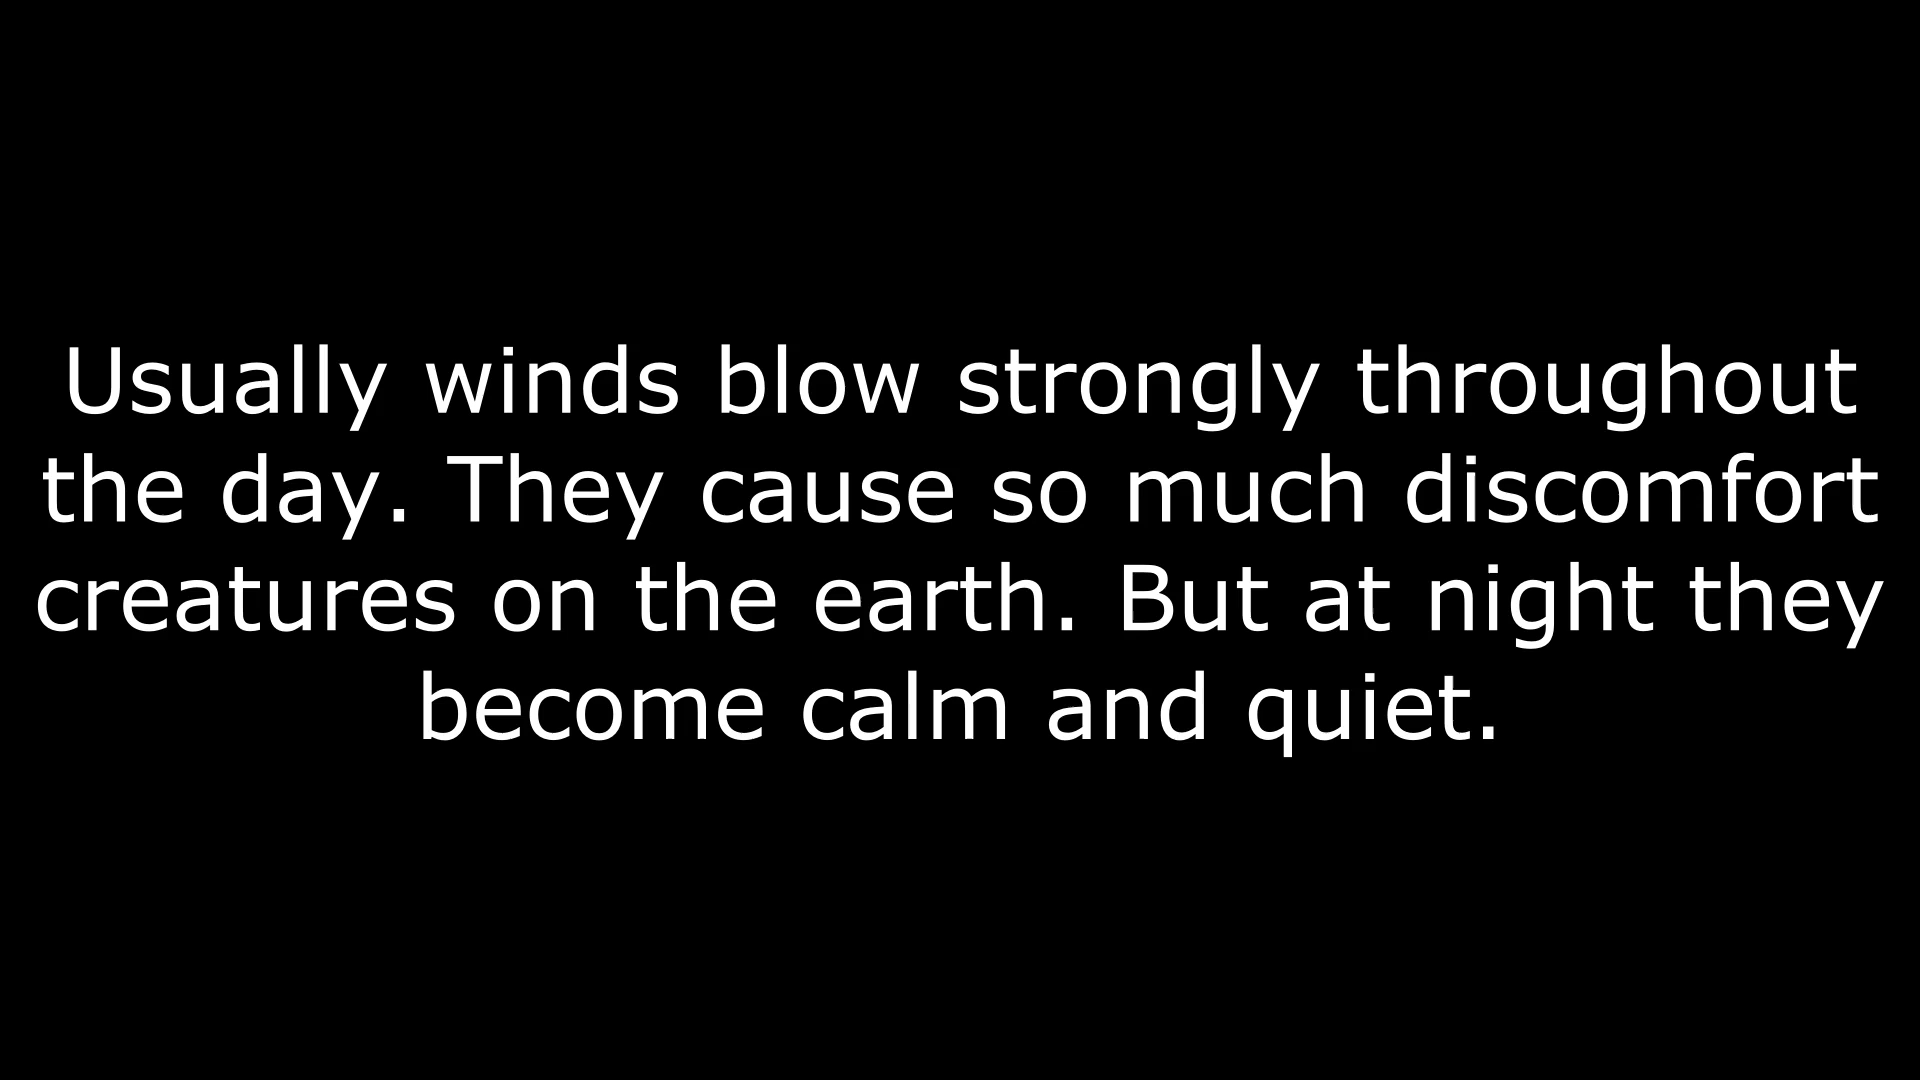 Usually winds blow strongly throughout
the day. They cause so much discomfort
creatures on the earth. But at night they
become calm and quiet.